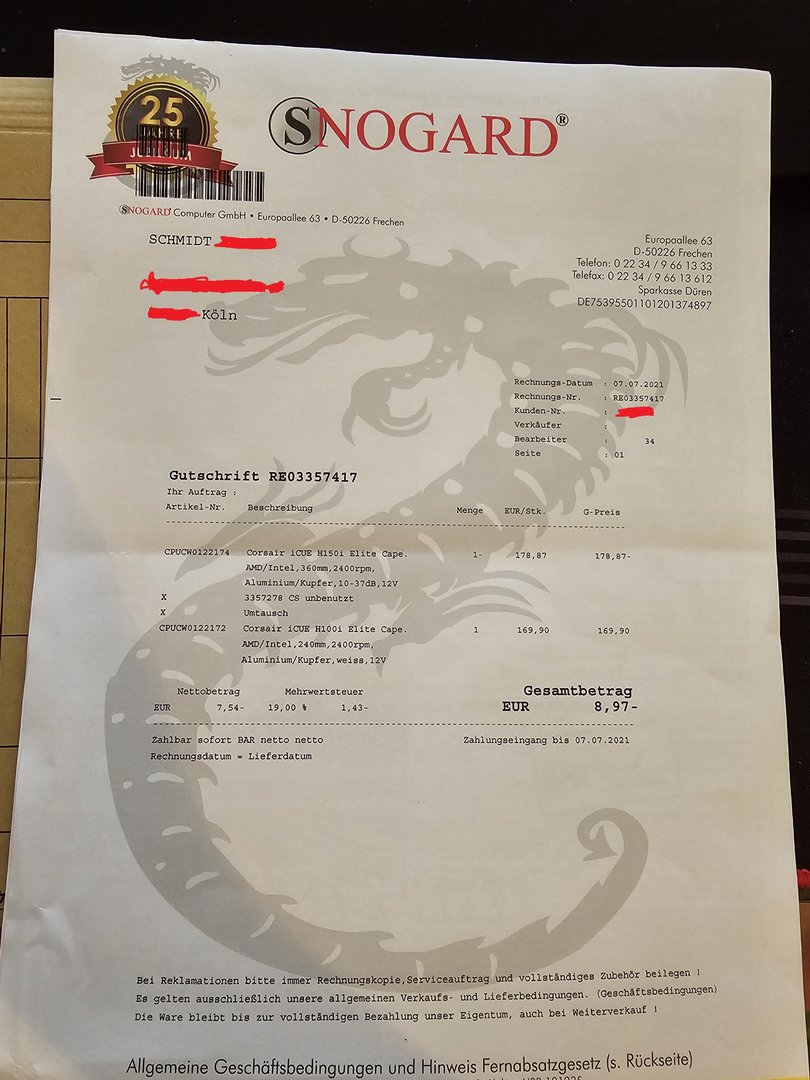 25
JAHRE
JUBILÄUM
SNOGARD®
SNOGARD Computer GmbH • Europaallee 63 • D-50226 Frechen
SCHMIDT
Köln
Europaallee 63
D-50226 Frechen
Telefon: 0 22 34 / 9 66 13 33
Telefax: 0 22 34 / 9 66 13 612
Sparkasse Düren
DE75395501101201374897
Rechnungs-Datum : 07.07.2021
Rechnungs-Nr. : RE03357417
Kunden-Nr. :
Verkäufer :
Bearbeiter : 34
Seite : 01
Gutschrift RE03357417
Ihr Auftrag :
Artikel-Nr. Beschreibung Menge EUR/Stk. G-Preis
CPUCW0122174 Corsair iCUE H150i Elite Cape. 1- 178,87 178,87-
AMD/Intel,360mm,2400rpm,
Aluminium/Kupfer,10-37dB,12V
X 3357278 CS unbenutzt
X Umtausch
CPUCW0122172 Corsair iCUE H100i Elite Cape. 1 169,90 169,90
AMD/Intel,240mm,2400rpm,
Aluminium/Kupfer,weiss,12V
Nettobetrag Mehrwertsteuer Gesamtbetrag
EUR 7,54- 19,00 % 1,43- EUR 8,97-
Zahlbar sofort BAR netto netto Zahlungseingang bis 07.07.2021
Rechnungsdatum = Lieferdatum
Bei Reklamationen bitte immer Rechnungskopie,Serviceauftrag und vollständiges Zubehör beilegen !
Es gelten ausschließlich unsere allgemeinen Verkaufs- und Lieferbedingungen. (Geschäftsbedingungen)
Die Ware bleibt bis zur vollständigen Bezahlung unser Eigentum, auch bei Weiterverkauf !
Allgemeine Geschäftsbedingungen und Hinweis Fernabsatzgesetz (s. Rückseite)